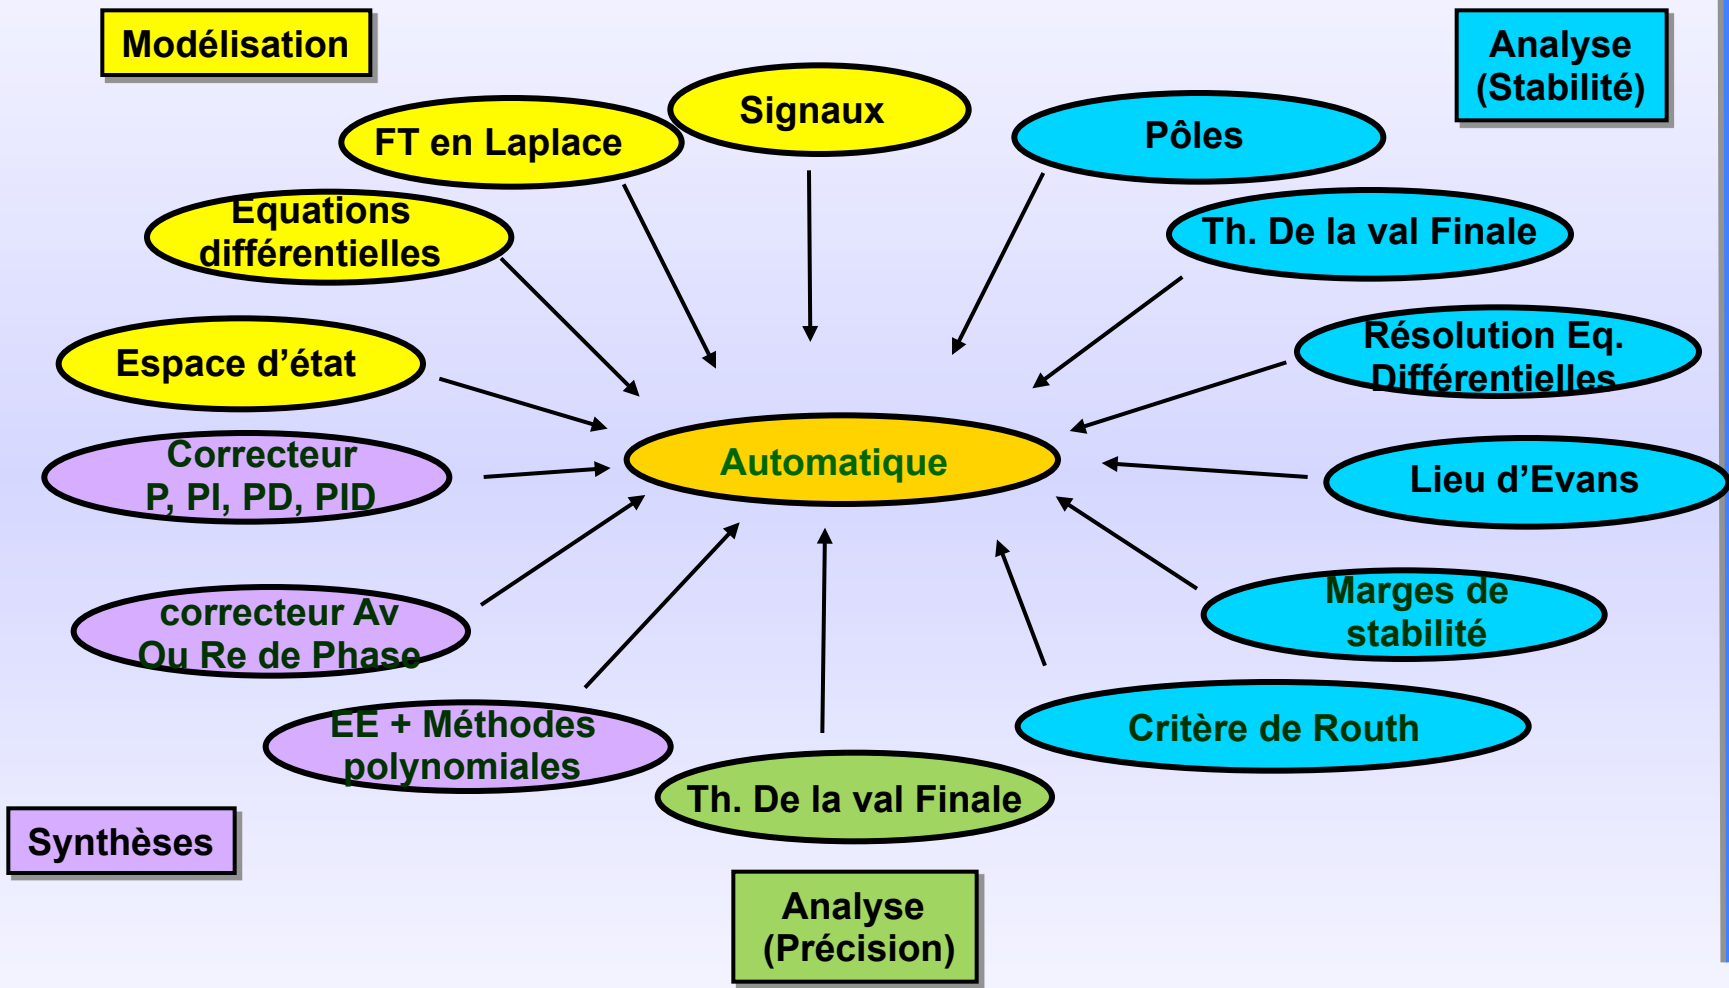 Modélisation
Analyse
(Stabilité)
Signaux
FT en Laplace
Pôles
Equations
différentielles
Th. De la val Finale
Espace d’état
Résolution Eq.
Différentielles
Correcteur
P, PI, PD, PID
Automatique
Lieu d’Evans
correcteur Av
Ou Re de Phase
Marges de
stabilité
EE + Méthodes
polynomiales
Critère de Routh
Th. De la val Finale
Synthèses
Analyse
(Précision)